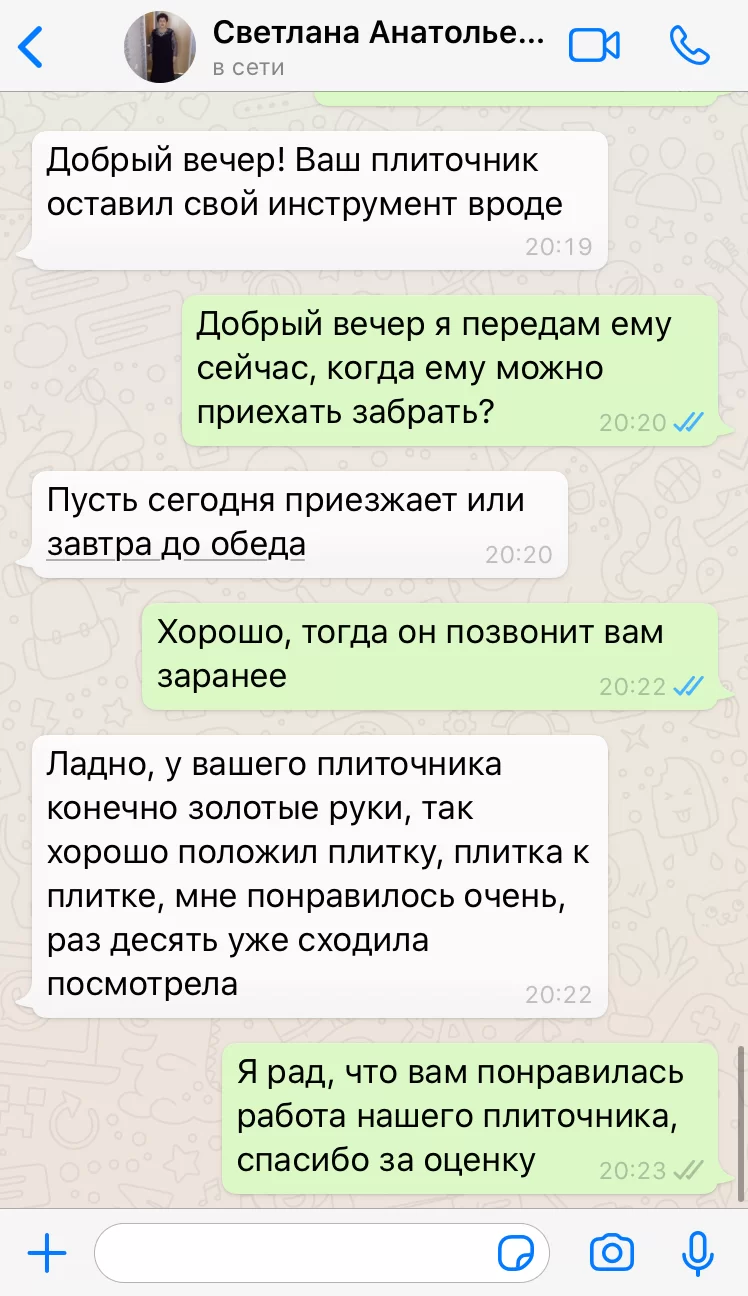 Светлана Анатолье...
в сети
Добрый вечер! Ваш плиточник
оставил свой инструмент вроде
20:19
Добрый вечер я передам ему
сейчас, когда ему можно
приехать забрать?
20:20
Пусть сегодня приезжает или
завтра до обеда
20:20
Хорошо, тогда он позвонит вам
заранее
20:22
Ладно, у вашего плиточника
конечно золотые руки, так
хорошо положил плитку, плитка к
плитке, мне понравилось очень,
раз десять уже сходила
посмотрела
20:22
Я рад, что вам понравилась
работа нашего плиточника,
спасибо за оценку
20:23